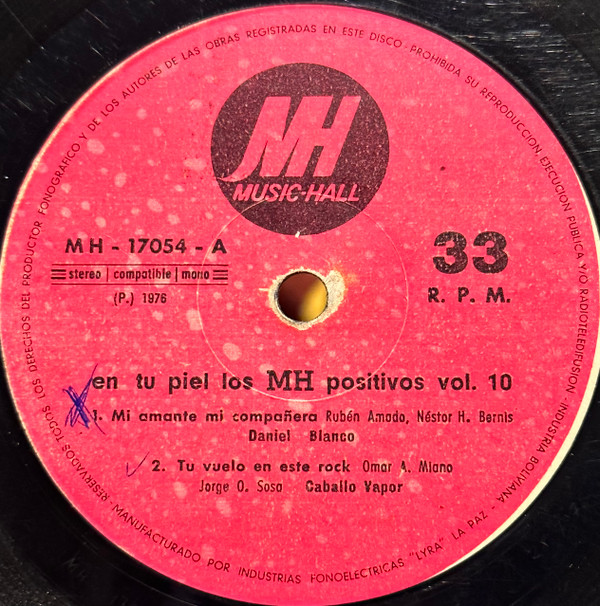 RESERVADOS TODOS LOS DERECHOS DEL PRODUCTOR FONOGRAFICO Y DE LOS AUTORES DE LAS OBRAS REGISTRADAS EN ESTE DISCO - PROHIBIDA SU REPRODUCCION, EJECUCION PUBLICA Y/O RADIOTELEDIFUSION - INDUSTRIA BOLIVIANA
MH
MUSIC-HALL
MH - 17054 - A
stereo | compatible | mono
(P.) 1976
33
R. P. M.
en tu piel los MH positivos vol. 10
1. Mi amante mi compañera Rubén Amado, Néstor H. Bernis
Daniel Blanco
2. Tu vuelo en este rock Omar A. Miano
Jorge O. Sosa Caballo Vapor
- MANUFACTURADO POR INDUSTRIAS FONOELECTRICAS "LYRA" LA PAZ -